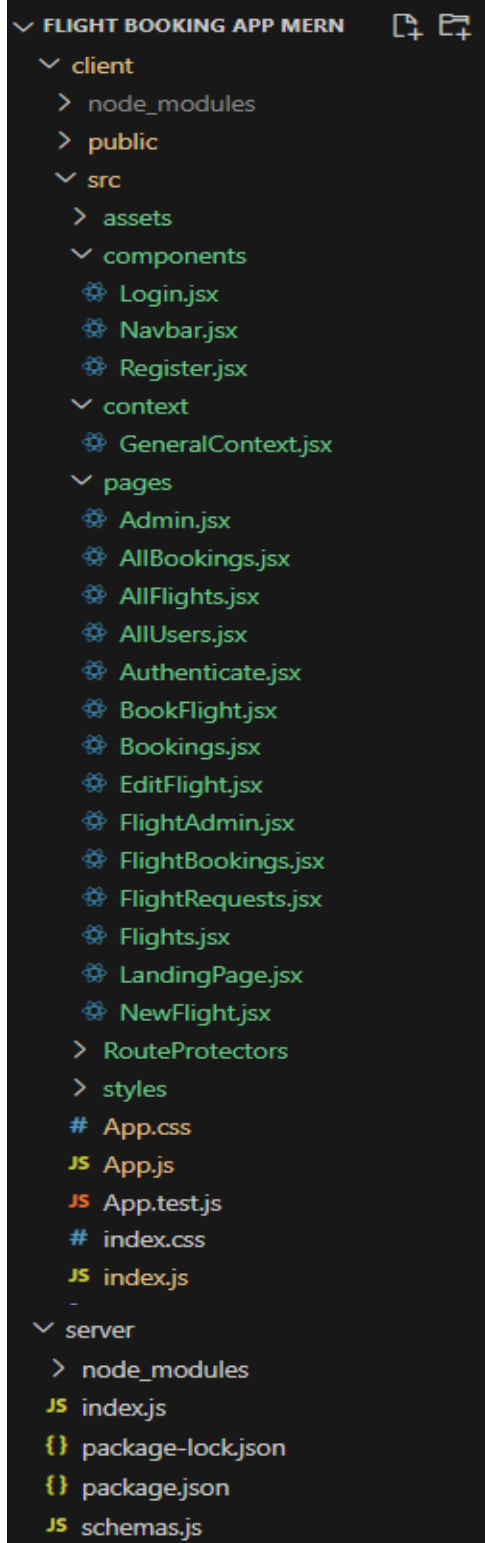 FLIGHT BOOKING APP MERN
client
node_modules
public
src
assets
components
Login.jsx
Navbar.jsx
Register.jsx
context
GeneralContext.jsx
pages
Admin.jsx
AllBookings.jsx
AllFlights.jsx
AllUsers.jsx
Authenticate.jsx
BookFlight.jsx
Bookings.jsx
EditFlight.jsx
FlightAdmin.jsx
FlightBookings.jsx
FlightRequests.jsx
Flights.jsx
LandingPage.jsx
NewFlight.jsx
RouteProtectors
styles
# App.css
JS App.js
JS App.test.js
# index.css
JS index.js
server
node_modules
JS index.js
{} package-lock.json
{} package.json
JS schemas.js